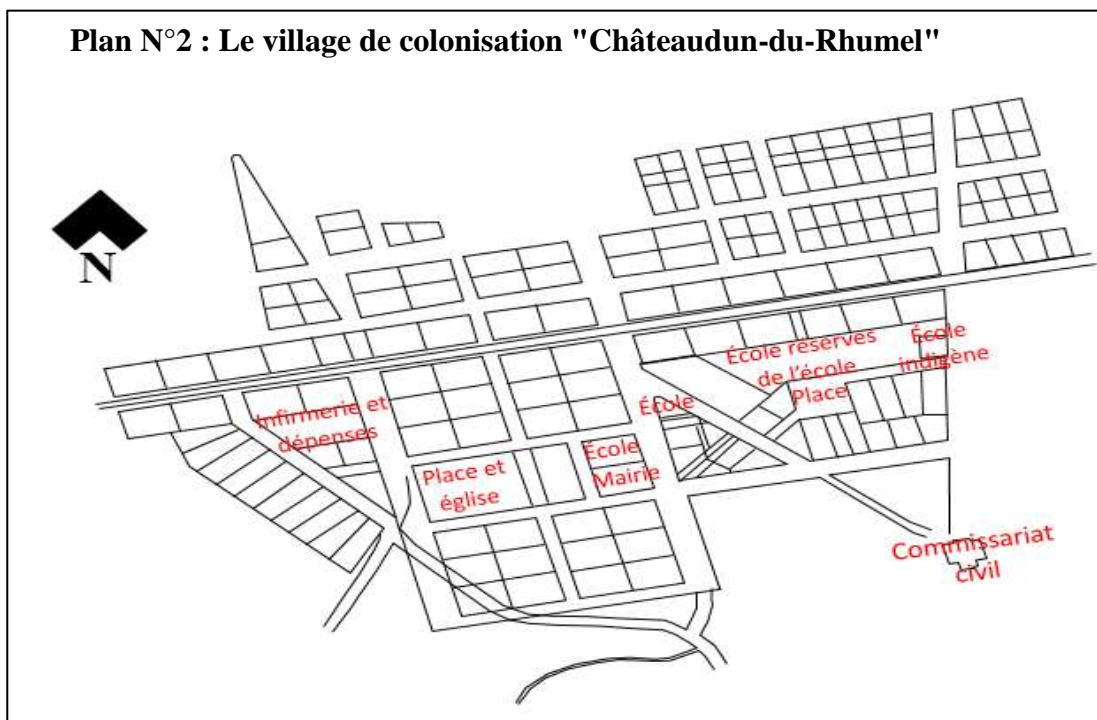 Plan N°2 : Le village de colonisation "Châteaudun-du-Rhumel"
N
École réserves
de l'école
École
indigène
Place
École
Infirmerie et
dépenses
Place et
église
École
Mairie
Commissariat
civil